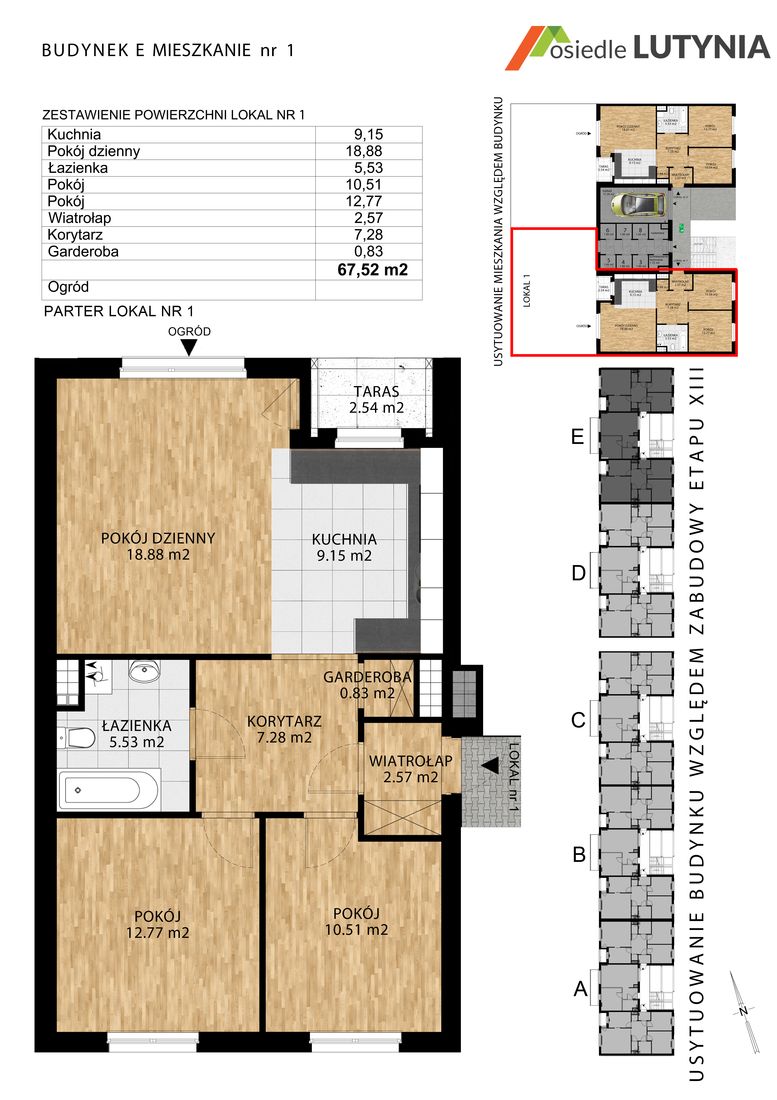 BUDYNEK E MIESZKANIE nr 1
osiedle LUTYNIA
ZESTAWIENIE POWIERZCHNI LOKAL NR 1
Kuchnia 9,15
Pokój dzienny 18,88
Łazienka 5,53
Pokój 10,51
Pokój 12,77
Wiatrołap 2,57
Korytarz 7,28
Garderoba 0,83
67,52 m2
Ogród
PARTER LOKAL NR 1
OGRÓD
TARAS
2.54 m2
POKÓJ DZIENNY
18.88 m2
KUCHNIA
9.15 m2
GARDEROBA
0.83 m2
ŁAZIENKA
5.53 m2
KORYTARZ
7.28 m2
WIATROŁAP
2.57 m2
LOKAL nr 1
POKÓJ
12.77 m2
POKÓJ
10.51 m2
USYTUOWANIE MIESZKANIA WZGLĘDEM BUDYNKU
LOKAL 1
E
D
C
B
A
USYTUOWANIE BUDYNKU WZGLĘDEM ZABUDOWY ETAPU XIII
N